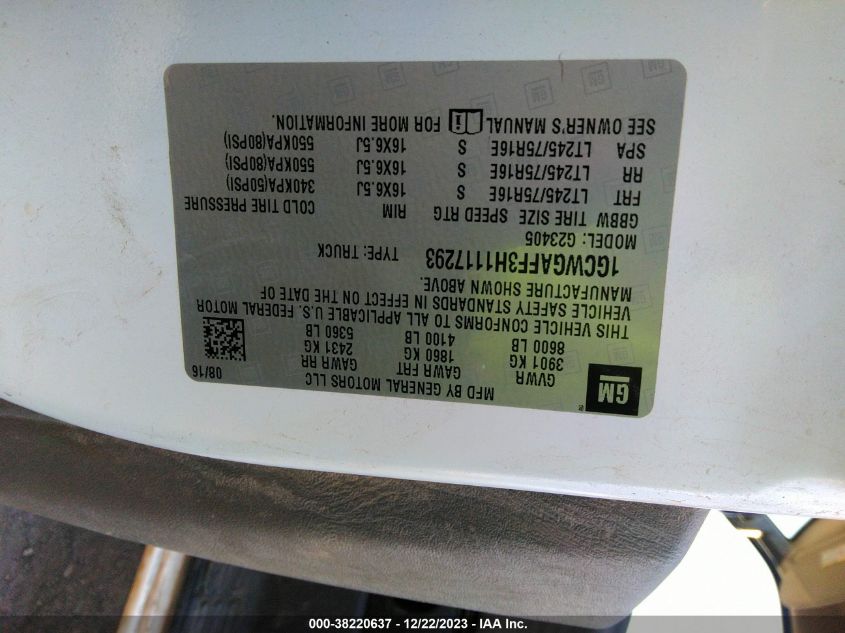 GM
MFD BY GENERAL MOTORS LLC
08/16
GVWR GAWR FRT GAWR RR
3901 KG 1860 KG 2431 KG
8600 LB 4100 LB 5360 LB
THIS VEHICLE CONFORMS TO ALL APPLICABLE U.S. FEDERAL MOTOR
VEHICLE SAFETY STANDARDS IN EFFECT ON THE DATE OF
MANUFACTURE SHOWN ABOVE.
1GCWGAFF3H1117293 TYPE: TRUCK
MODEL: G23405
GBBW TIRE SIZE SPEED RTG RIM COLD TIRE PRESSURE
FRT LT245/75R16E S 16X6.5J 340KPA(50PSI)
RR LT245/75R16E S 16X6.5J 550KPA(80PSI)
SPA LT245/75R16E S 16X6.5J 550KPA(80PSI)
SEE OWNER'S MANUAL FOR MORE INFORMATION.
000-38220637 - 12/22/2023 - IAA Inc.